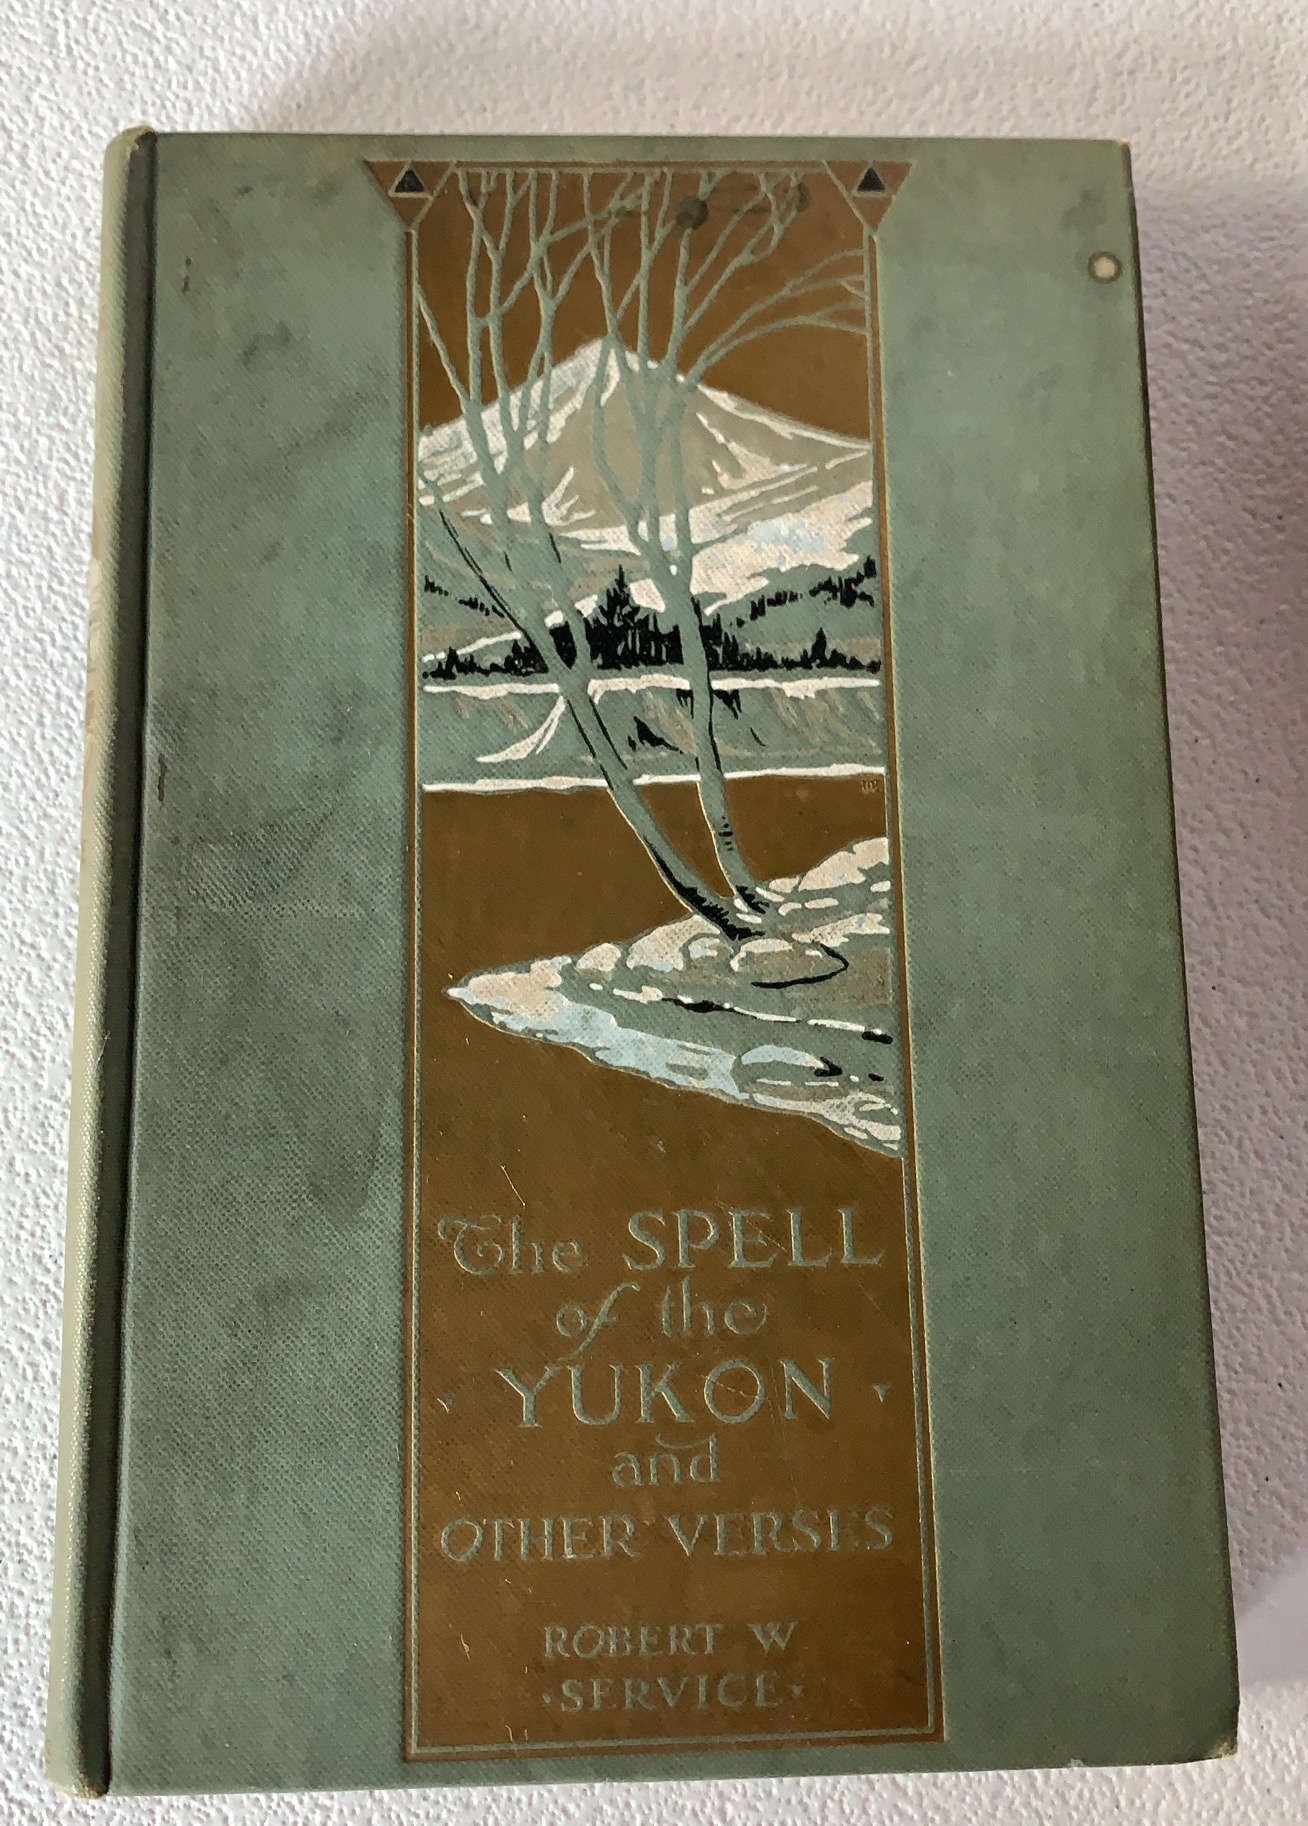 The SPELL
of the
YUKON
and
OTHER VERSES
ROBERT W
·SERVICE·